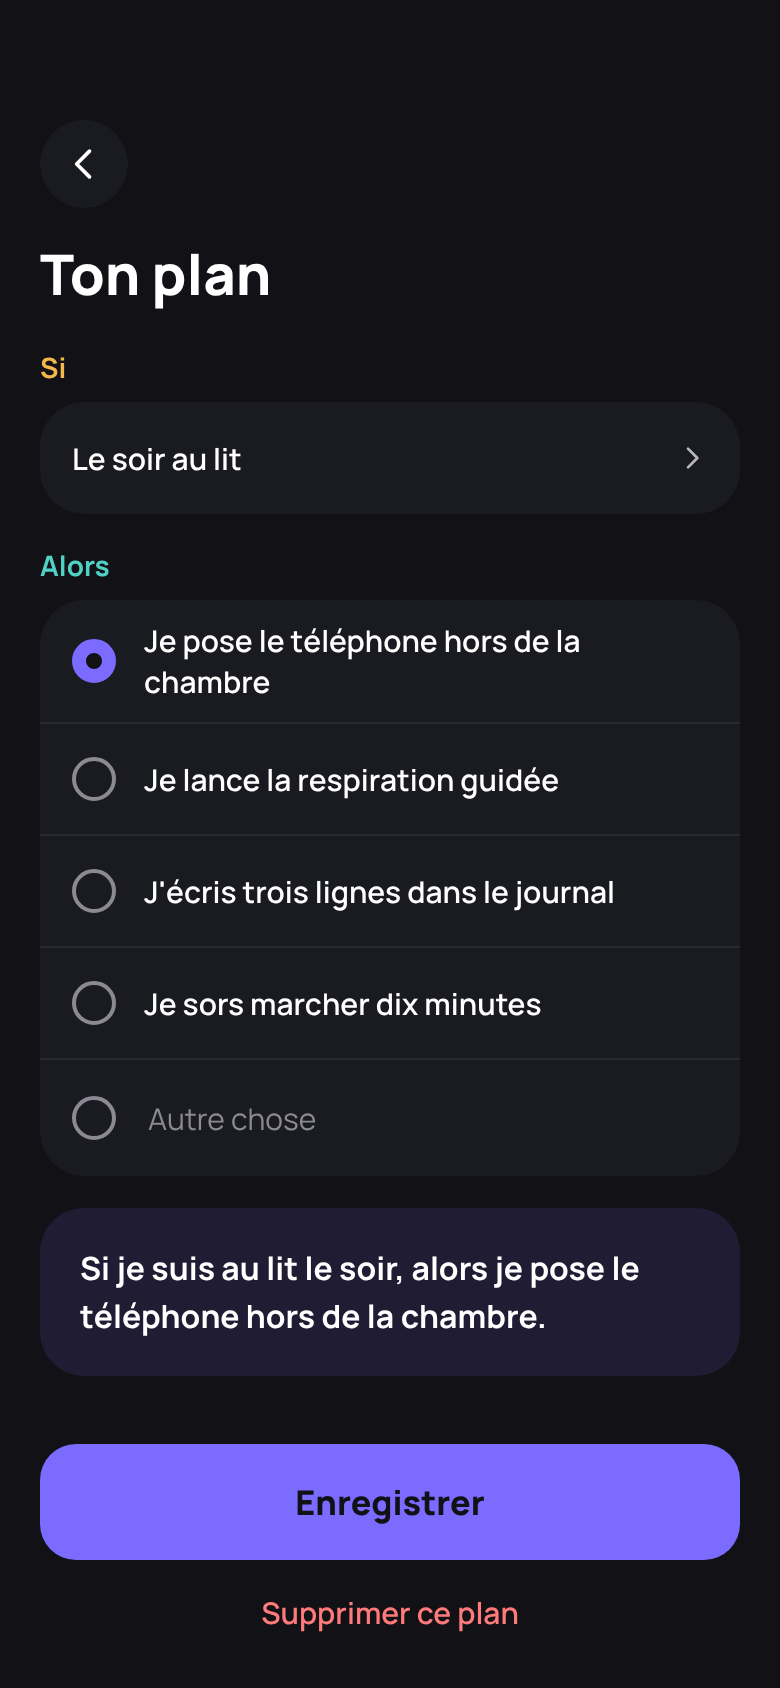 Ton plan
Si
Le soir au lit
Alors
Je pose le téléphone hors de la
chambre
Je lance la respiration guidée
J'écris trois lignes dans le journal
Je sors marcher dix minutes
Autre chose
Si je suis au lit le soir, alors je pose le
téléphone hors de la chambre.
Enregistrer
Supprimer ce plan